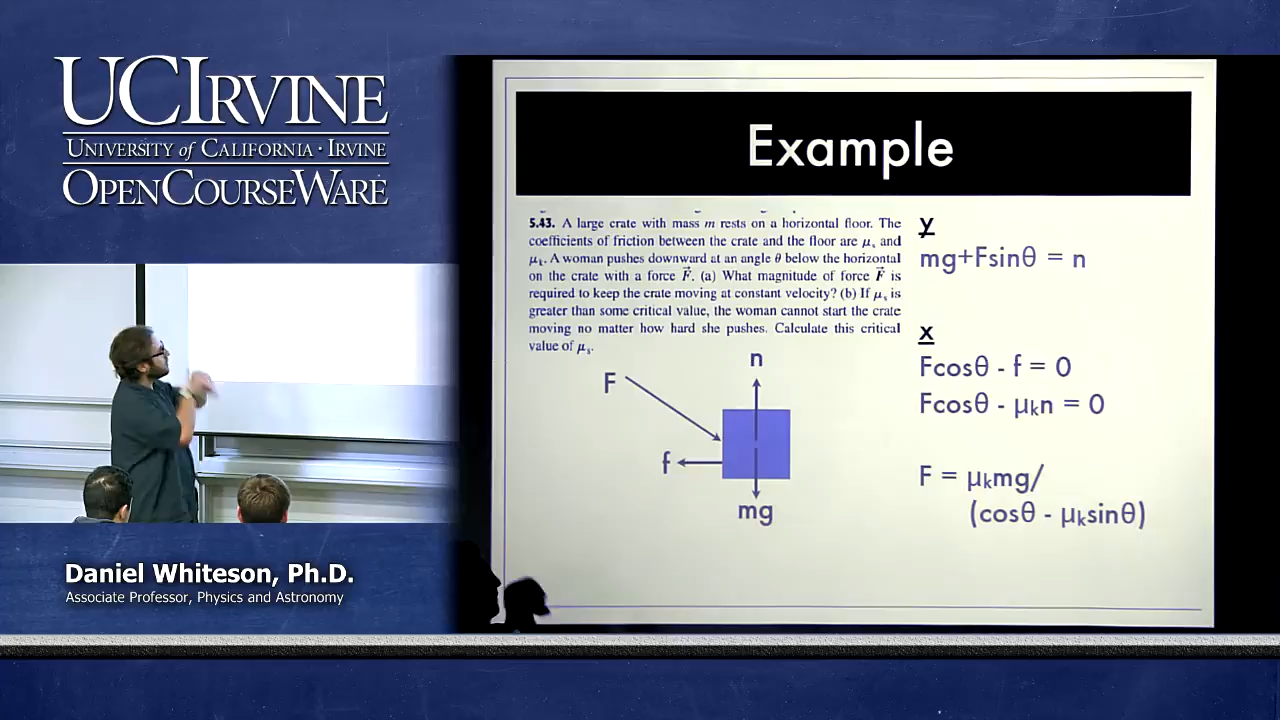 UCIRVINE
UNIVERSITY of CALIFORNIA · IRVINE
OPENCOURSEWARE
Daniel Whiteson, Ph.D.
Associate Professor, Physics and Astronomy
Example
5.43. A large crate with mass m rests on a horizontal floor. The
coefficients of friction between the crate and the floor are μs and
μk. A woman pushes downward at an angle θ below the horizontal
on the crate with a force F⃗. (a) What magnitude of force F⃗ is
required to keep the crate moving at constant velocity? (b) If μs is
greater than some critical value, the woman cannot start the crate
moving no matter how hard she pushes. Calculate this critical
value of μs.
n
F
f
mg
y
mg+Fsinθ = n
x
Fcosθ - f = 0
Fcosθ - μkn = 0
F = μkmg/
(cosθ - μksinθ)